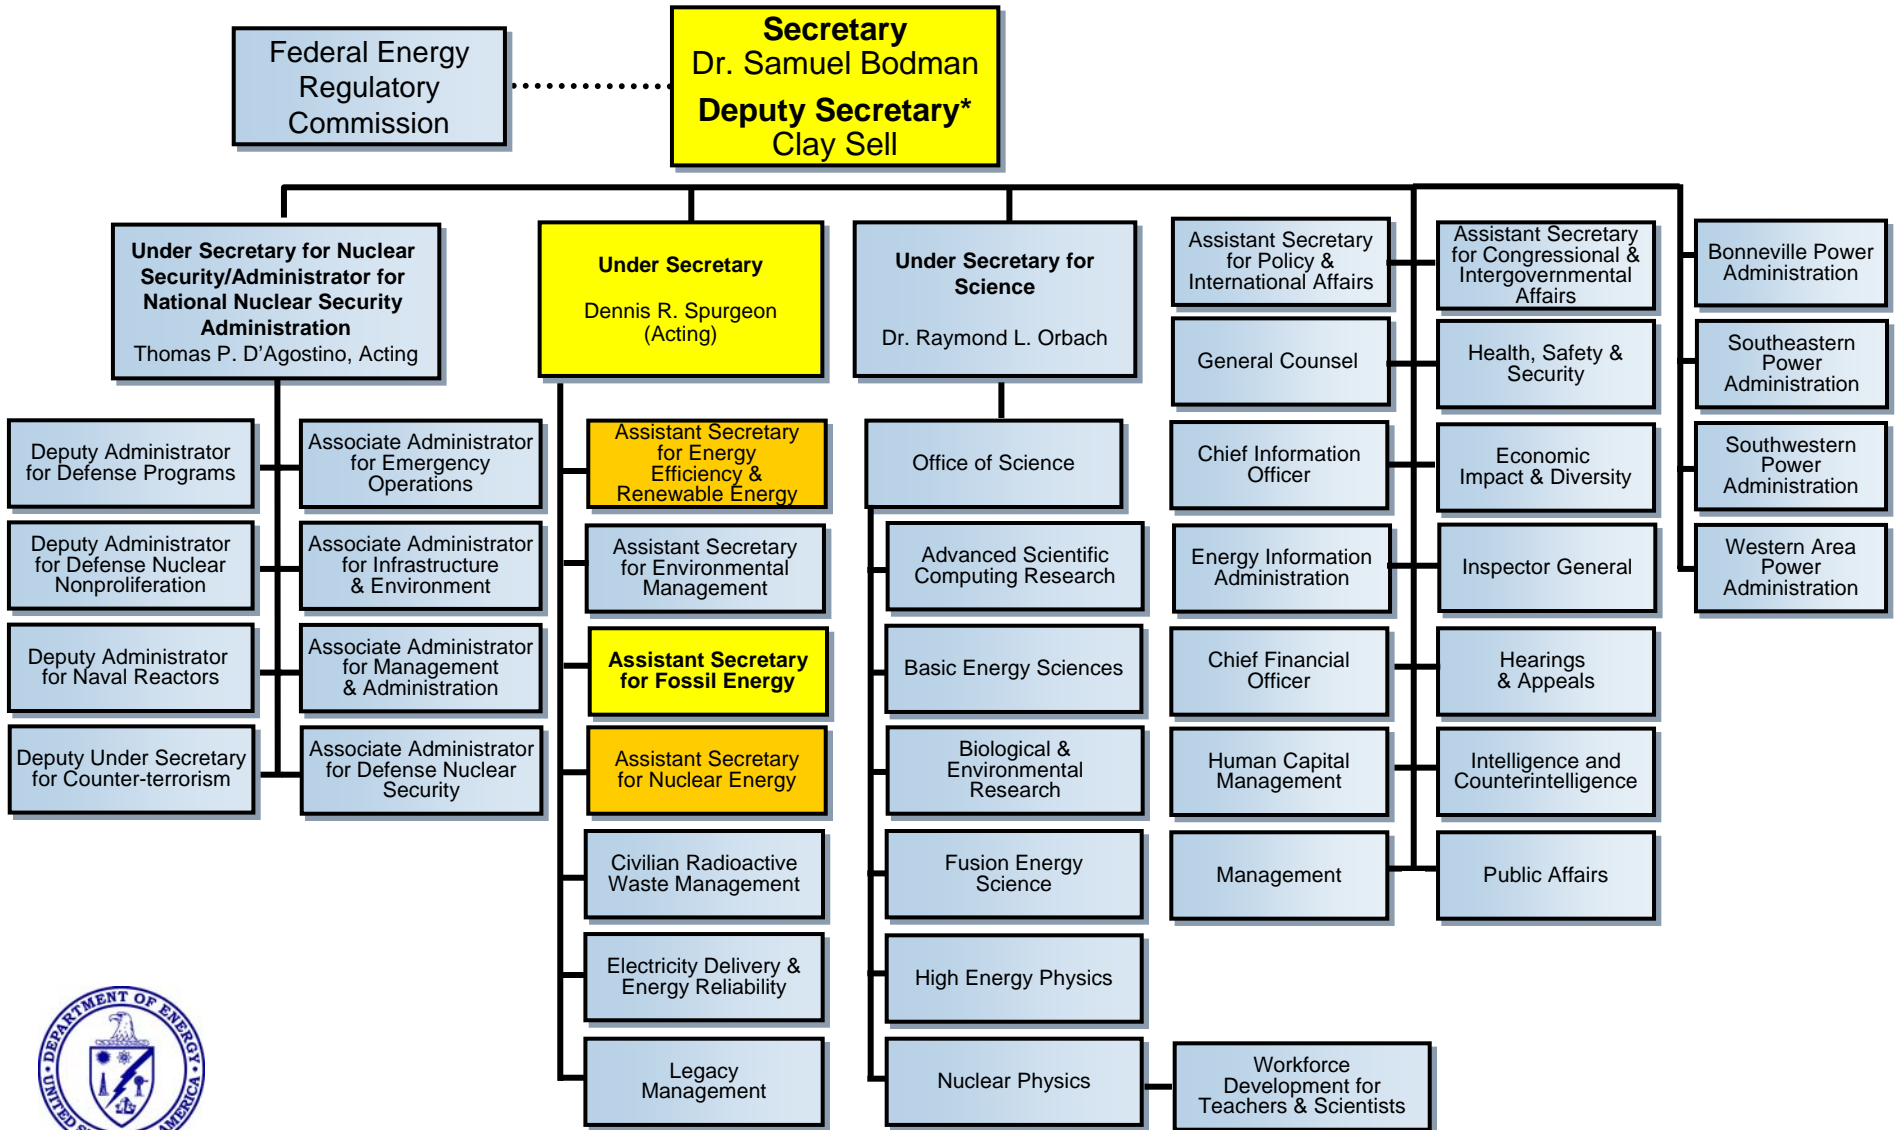 Federal Energy
Regulatory
Commission
Secretary
Dr. Samuel Bodman
Deputy Secretary*
Clay Sell
Under Secretary for Nuclear
Security/Administrator for
National Nuclear Security
Administration
Thomas P. D'Agostino, Acting
Under Secretary
Dennis R. Spurgeon
(Acting)
Under Secretary for
Science
Dr. Raymond L. Orbach
Deputy Administrator
for Defense Programs
Associate Administrator
for Emergency
Operations
Deputy Administrator
for Defense Nuclear
Nonproliferation
Associate Administrator
for Infrastructure
& Environment
Deputy Administrator
for Naval Reactors
Associate Administrator
for Management
& Administration
Deputy Under Secretary
for Counter-terrorism
Associate Administrator
for Defense Nuclear
Security
Assistant Secretary
for Energy
Efficiency &
Renewable Energy
Assistant Secretary
for Environmental
Management
Assistant Secretary
for Fossil Energy
Assistant Secretary
for Nuclear Energy
Civilian Radioactive
Waste Management
Electricity Delivery &
Energy Reliability
Legacy
Management
Office of Science
Advanced Scientific
Computing Research
Basic Energy Sciences
Biological &
Environmental
Research
Fusion Energy
Science
High Energy Physics
Nuclear Physics
Workforce
Development for
Teachers & Scientists
Assistant Secretary
for Policy &
International Affairs
Assistant Secretary
for Congressional &
Intergovernmental
Affairs
General Counsel
Health, Safety &
Security
Chief Information
Officer
Economic
Impact & Diversity
Energy Information
Administration
Inspector General
Chief Financial
Officer
Hearings
& Appeals
Human Capital
Management
Intelligence and
Counterintelligence
Management
Public Affairs
Bonneville Power
Administration
Southeastern
Power
Administration
Southwestern
Power
Administration
Western Area
Power
Administration
DEPARTMENT OF ENERGY
UNITED AMERICA